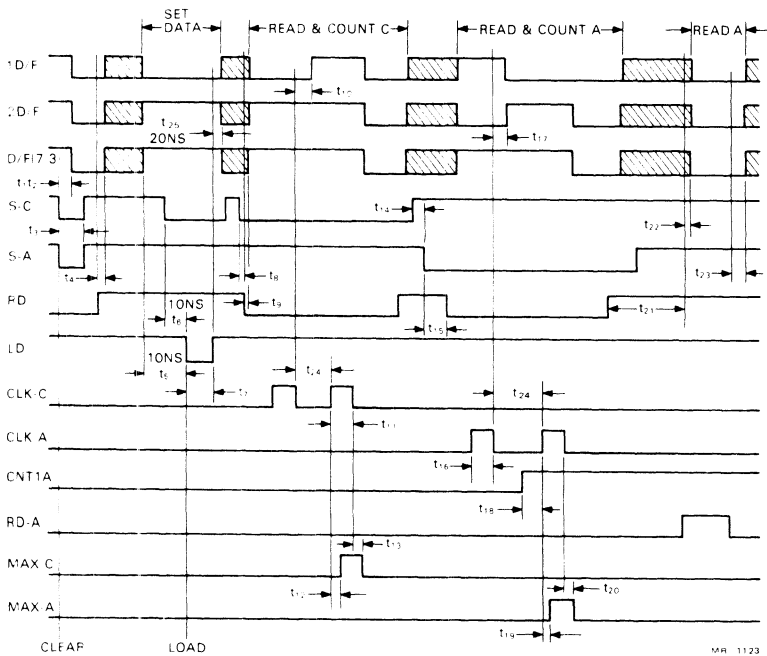 SET
DATA
READ & COUNT C
READ & COUNT A
READ A
1D/F
t10
2D/F
t25
20NS
t17
D/F(7:3)
t1 t2
S-C
t14
t3
t22
S-A
t4
t8
t23
RD
10NS
t6
t9
t15
t21
LD
10NS
t5
t7
t24
CLK-C
t11
t24
CLK A
t16
CNT1A
t18
RD-A
t13
MAX C
t12
t20
MAX-A
t19
CLEAR
LOAD
MR 1123